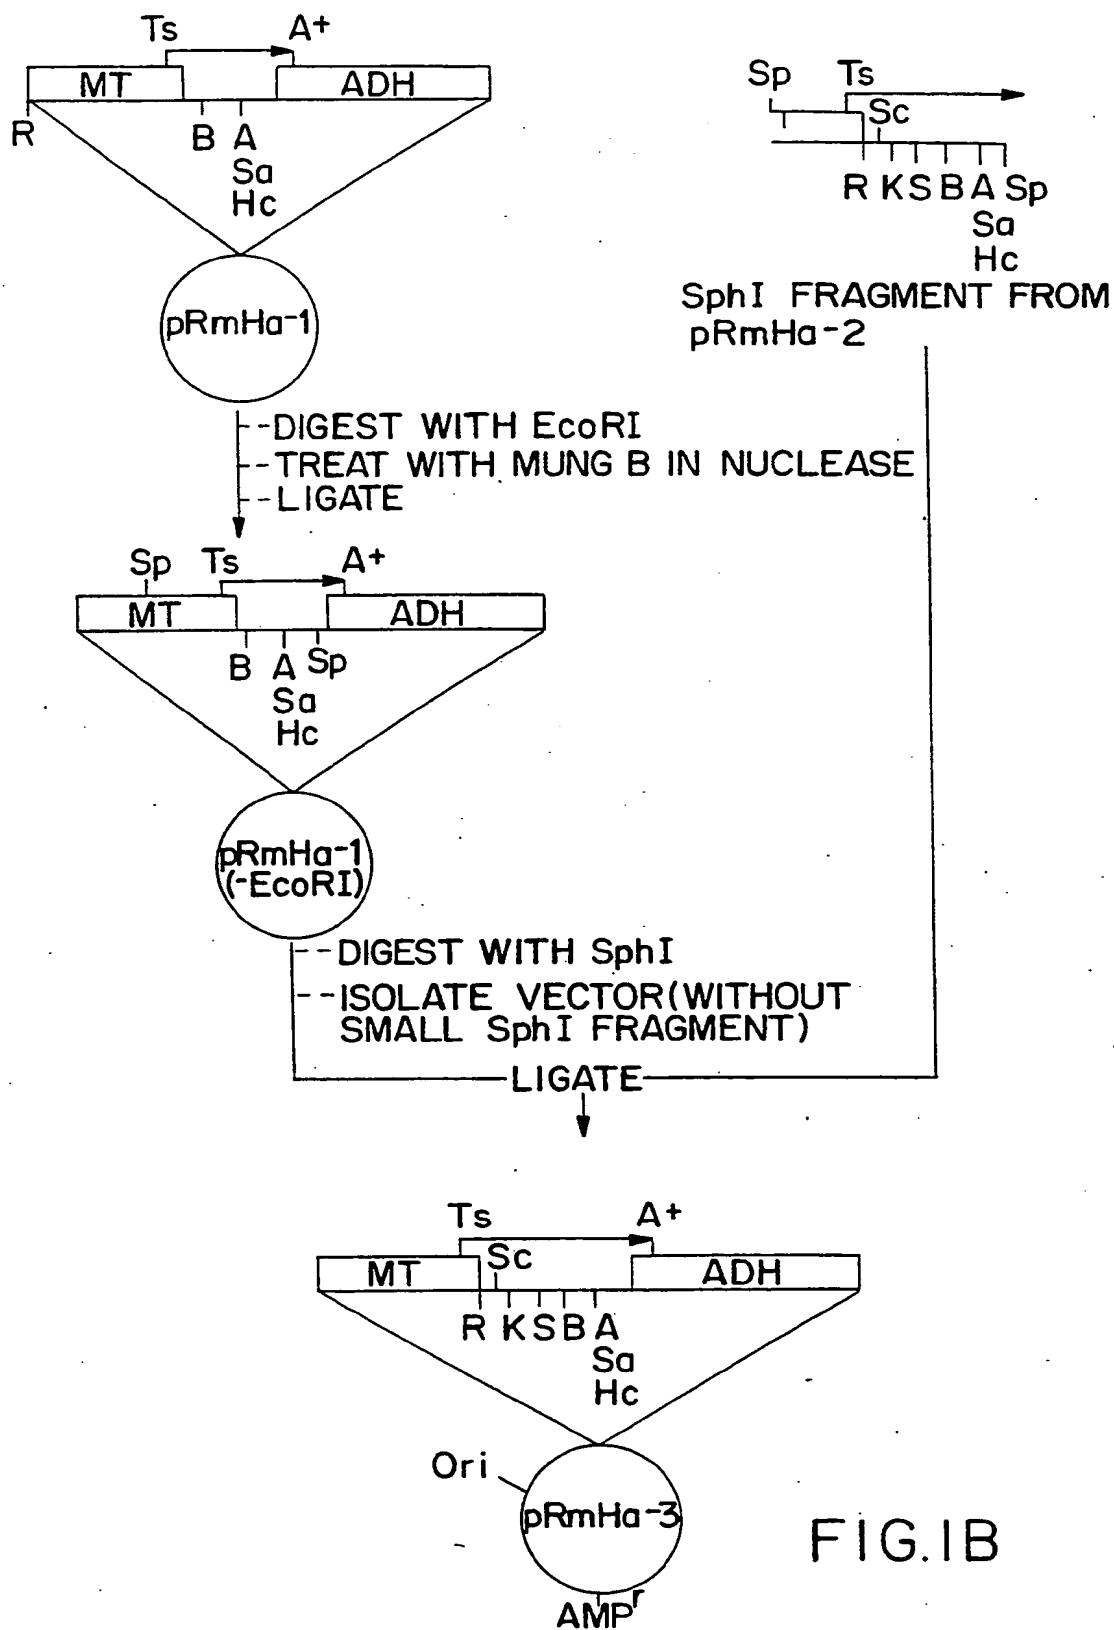 Ts A+
MT ADH
R B A
Sa
Hc
pRmHa-1
Sp Ts
Sc
R K S B A Sp
Sa
Hc
SphI FRAGMENT FROM
pRmHa-2
--DIGEST WITH EcoRI
--TREAT WITH MUNG B IN NUCLEASE
--LIGATE
Sp Ts A+
MT ADH
B A Sp
Sa
Hc
pRmHa-1
(-EcoRI)
--DIGEST WITH SphI
--ISOLATE VECTOR(WITHOUT
SMALL SphI FRAGMENT)
LIGATE
Ts A+
Sc
MT ADH
R K S B A
Sa
Hc
Ori
pRmHa-3
AMPr
FIG.1B